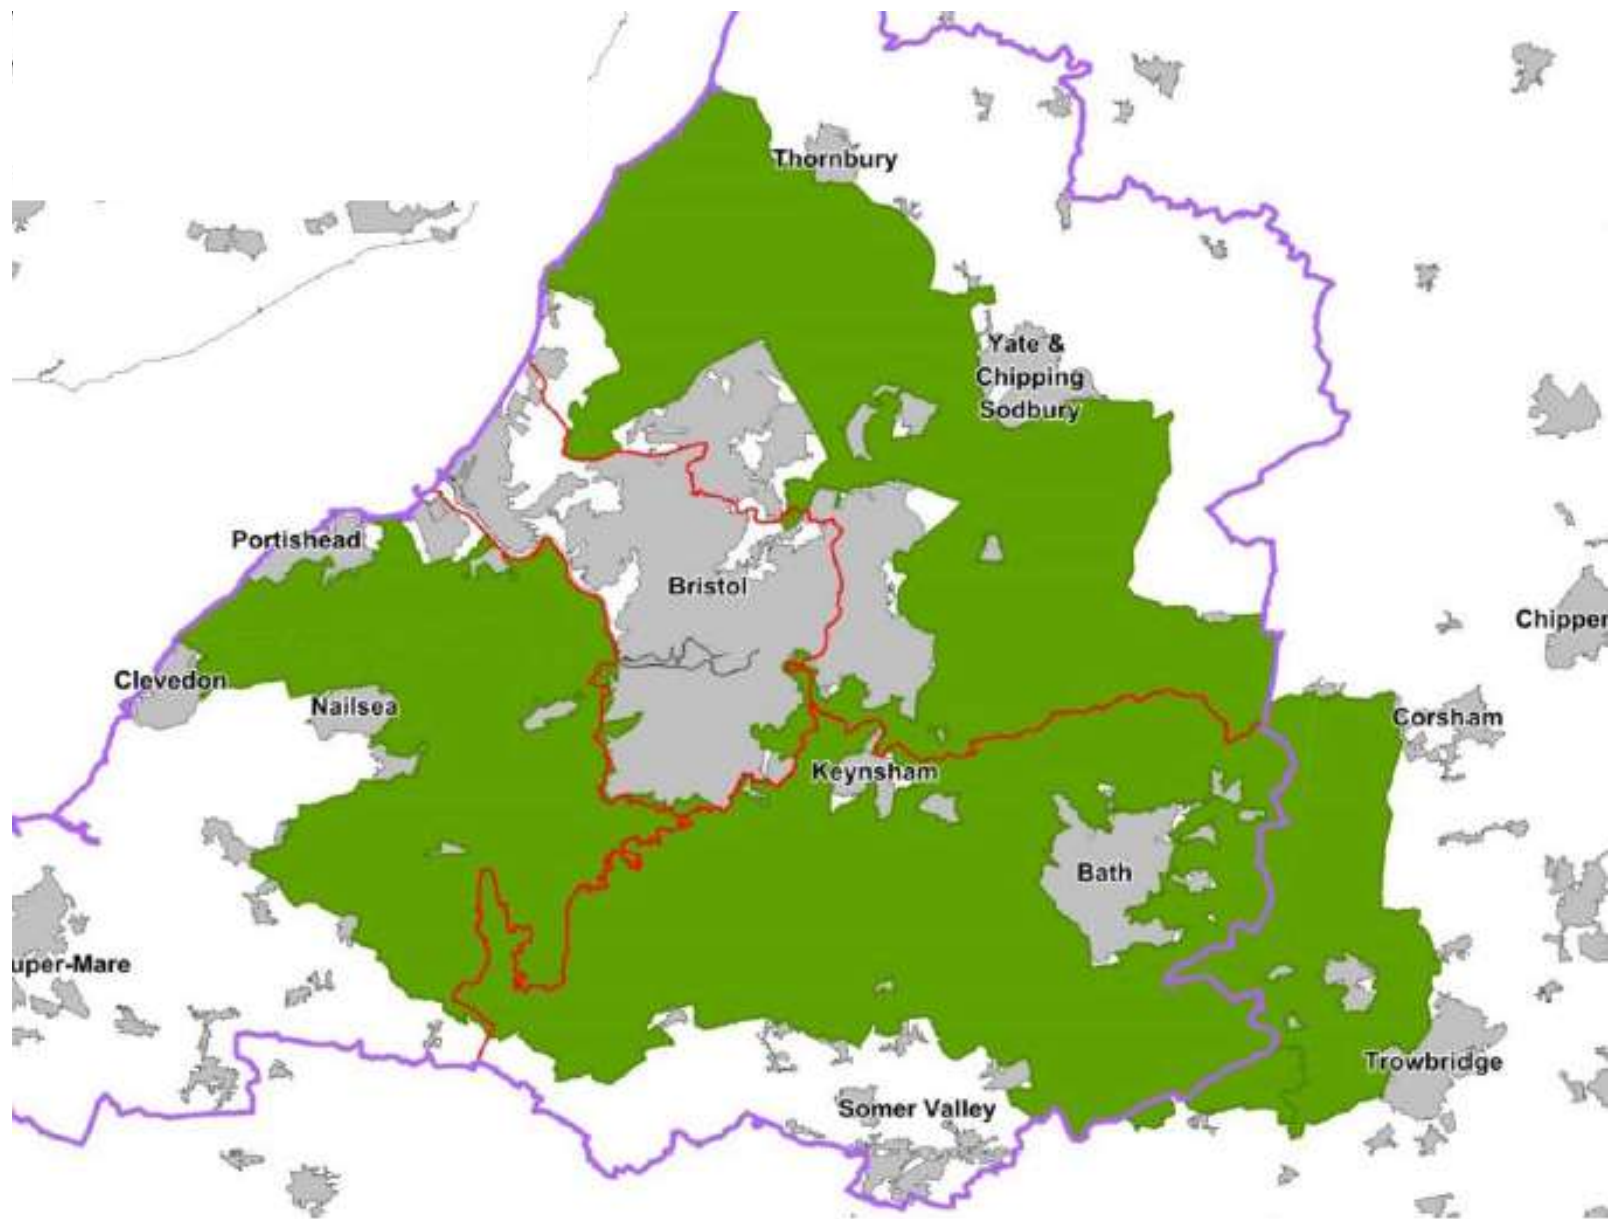 Thornbury
Yate &
Chipping
Sodbury
Portishead
Bristol
Chipper
Clevedon
Nailsea
Corsham
Keynsham
Bath
uper-Mare
Trowbridge
Somer Valley